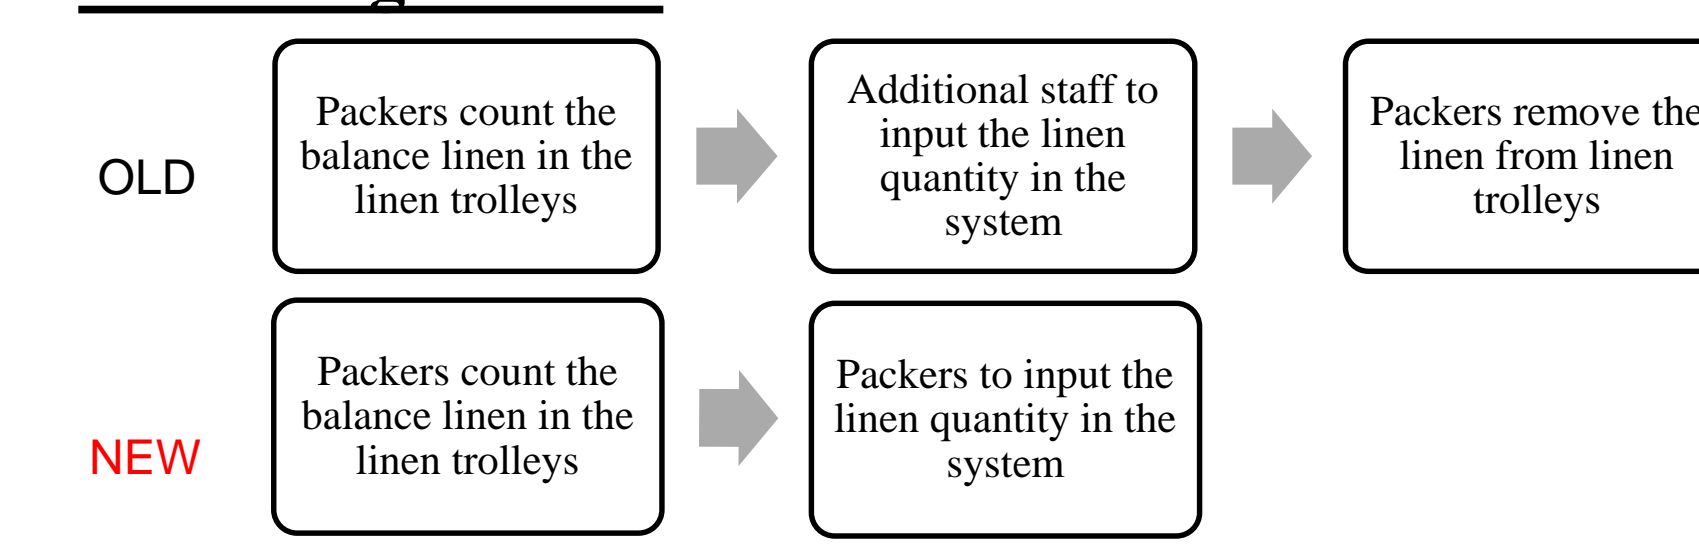 OLD
Packers count the
balance linen in the
linen trolleys
Additional staff to
input the linen
quantity in the
system
Packers remove the
linen from linen
trolleys
NEW
Packers count the
balance linen in the
linen trolleys
Packers to input the
linen quantity in the
system